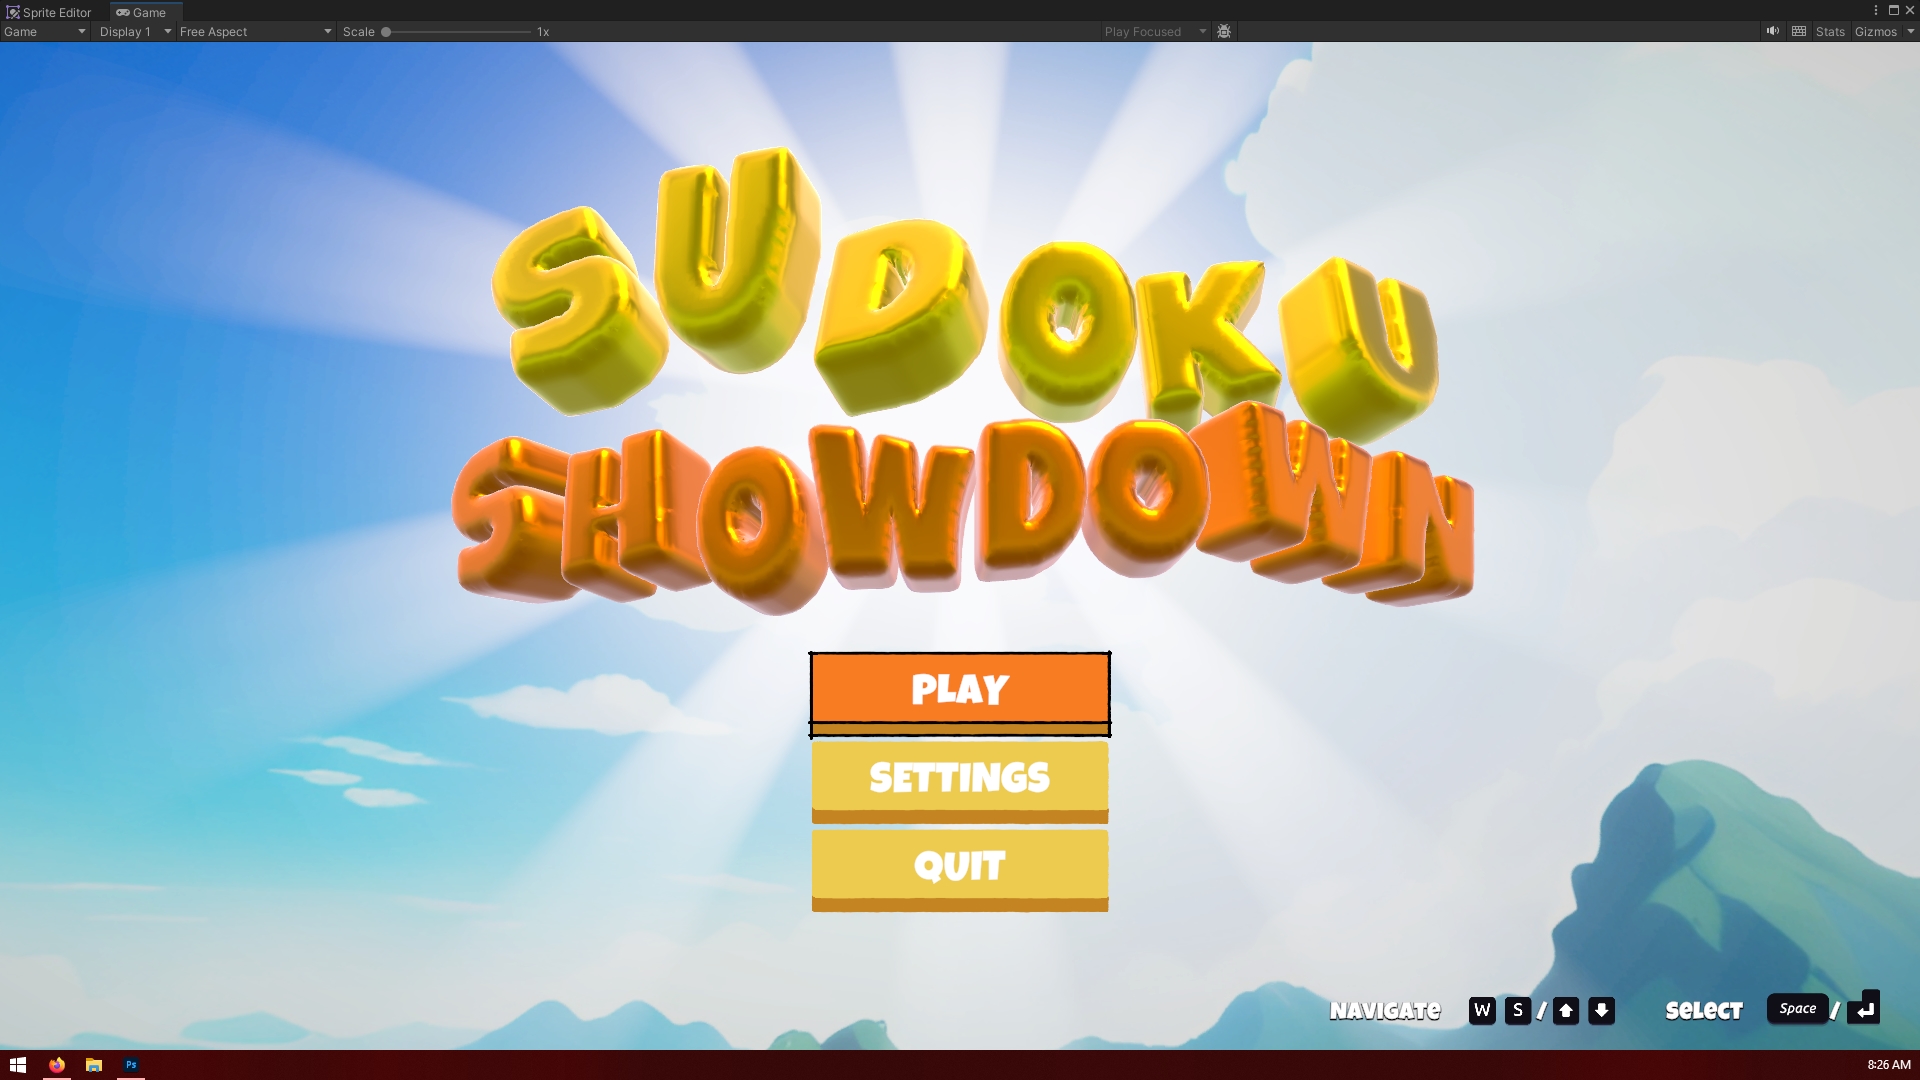 Sprite Editor Game
Game Display 1 Free Aspect Scale 1x Play Focused Stats Gizmos
SUDOKU
SHOWDOWN
PLAY
SETTINGS
QUIT
NAVIGATE W S / SELECT Space /
Ps 8:26 AM